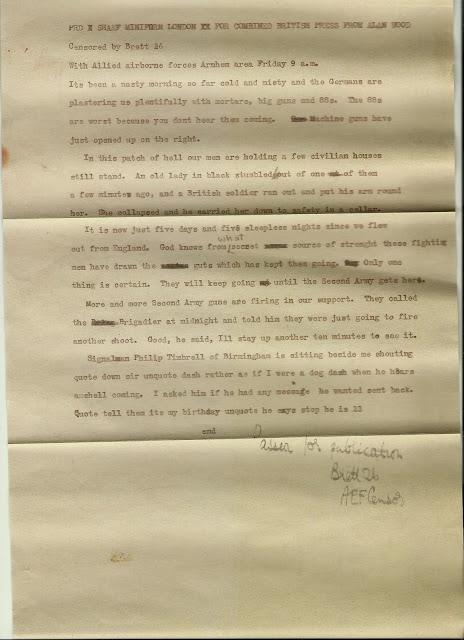 PRO X SHAEF MINIFORM LONDON XX FOR COMBINED BRITISH PRESS FROM ALAN WOOD
Censored by Brett 26
With Allied airborne forces Arnhem area Friday 9 a.m.
Its been a nasty morning so far cold and misty and the Germans are
plastering us plentifully with mortars, big guns and 88s. The 88s
are worst because you dont hear them coming. Machine guns have
just opened up on the right.
In this patch of hell our men are holding a few civilian houses
still stand. An old lady in black stumbled out of one of them
a few minutes ago, and a British soldier ran out and put his arm round
her. She collapsed and he carried her down to safety in a cellar.
It is now just five days and five sleepless nights since we flew
out from England. God knows from what secret source of strenght these fighting
men have drawn the guts which has kept them going. Only one
thing is certain. They will keep going until the Second Army gets here.
More and more Second Army guns are firing in our support. They called
the Brigadier at midnight and told him they were just going to fire
another shoot. Good, he said, Ill stay up another ten minutes to see it.
Signalman Philip Timbrell of Birmingham is sitting beside me shouting
quote down sir unquote dash rather as if I were a dog dash when he hears
a shell coming. I asked him if he had any message he wanted sent back.
Quote tell them its my birthday unquote he says stop he is 22
end
Passed for publication
Brett 26
AEF Censor